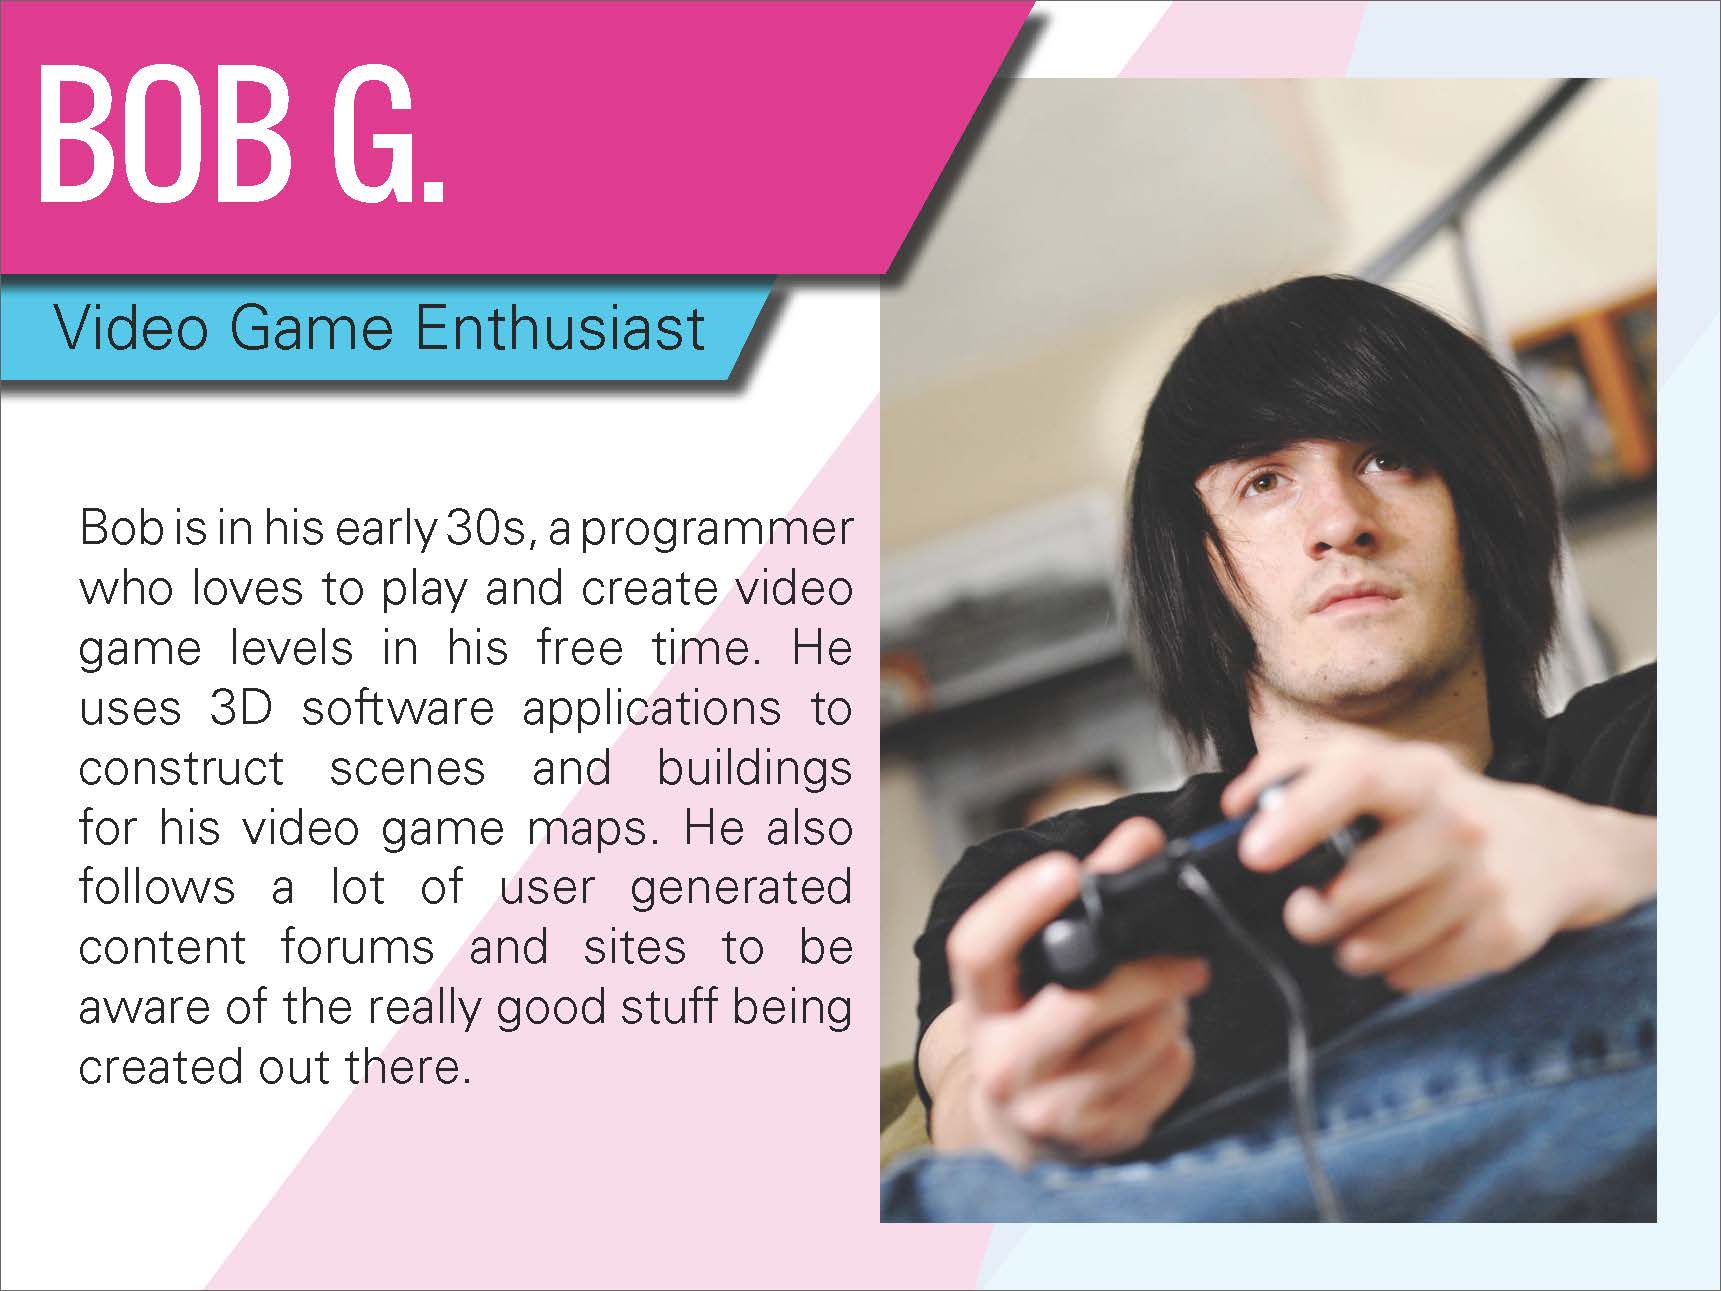 BOB G.
Video Game Enthusiast
Bob is in his early 30s, a programmer
who loves to play and create video
game levels in his free time. He
uses 3D software applications to
construct scenes and buildings
for his video game maps. He also
follows a lot of user generated
content forums and sites to be
aware of the really good stuff being
created out there.